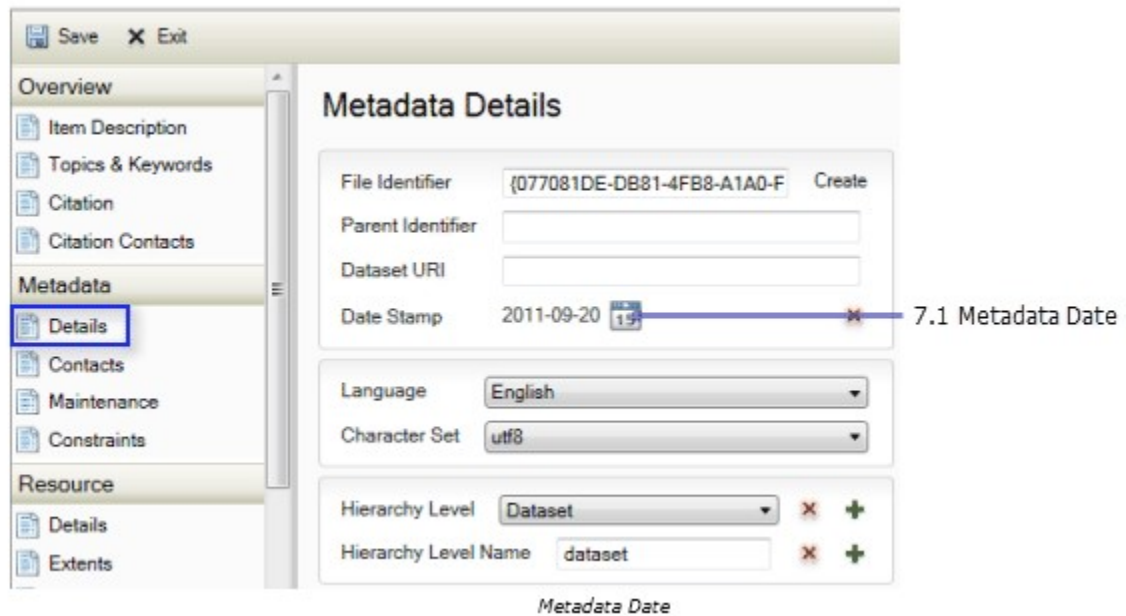 Save Exit
Overview
Item Description
Topics & Keywords
Citation
Citation Contacts
Metadata
Details
Contacts
Maintenance
Constraints
Resource
Details
Extents
Metadata Details
File Identifier {077081DE-DB81-4FB8-A1A0-F Create
Parent Identifier
Dataset URI
Date Stamp 2011-09-20 15
7.1 Metadata Date
Language English
Character Set utf8
Hierarchy Level Dataset
Hierarchy Level Name dataset
Metadata Date